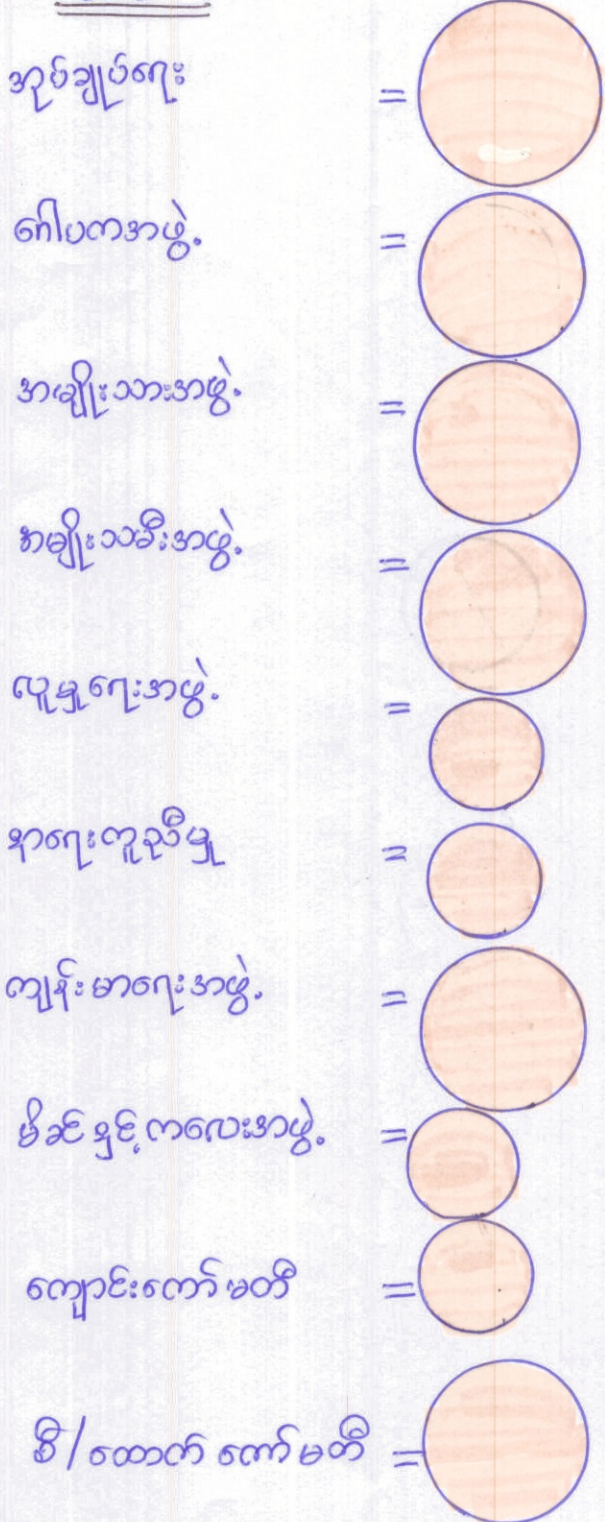 အုပ်ချုပ်ရေး =
ဂေါပကအဖွဲ့ =
အမျိုးသားအဖွဲ့ =
အမျိုးသမီးအဖွဲ့ =
လူမှုရေးအဖွဲ့ =
နာရေးကူညီမှု =
ကျန်းမာရေးအဖွဲ့ =
မိခင်နှင့်ကလေးအဖွဲ့ =
ကျောင်းကော်မတီ =
စီ/ထောက် ကော်မတီ =